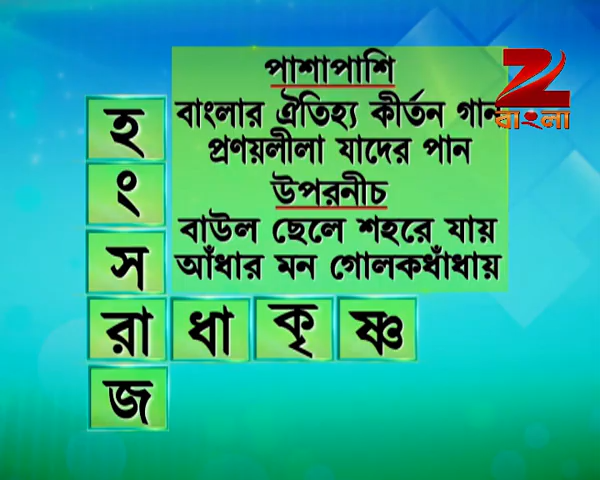 পাশাপাশি
বাংলার ঐতিহ্য কীর্তন গান
প্রণয়লীলা যাদের পান
উপরনীচ
বাউল ছেলে শহরে যায়
আঁধার মন গোলকধাঁধায়
বাংলা
হ
ং
স
রা ধা কৃ ষ্ণ
জ